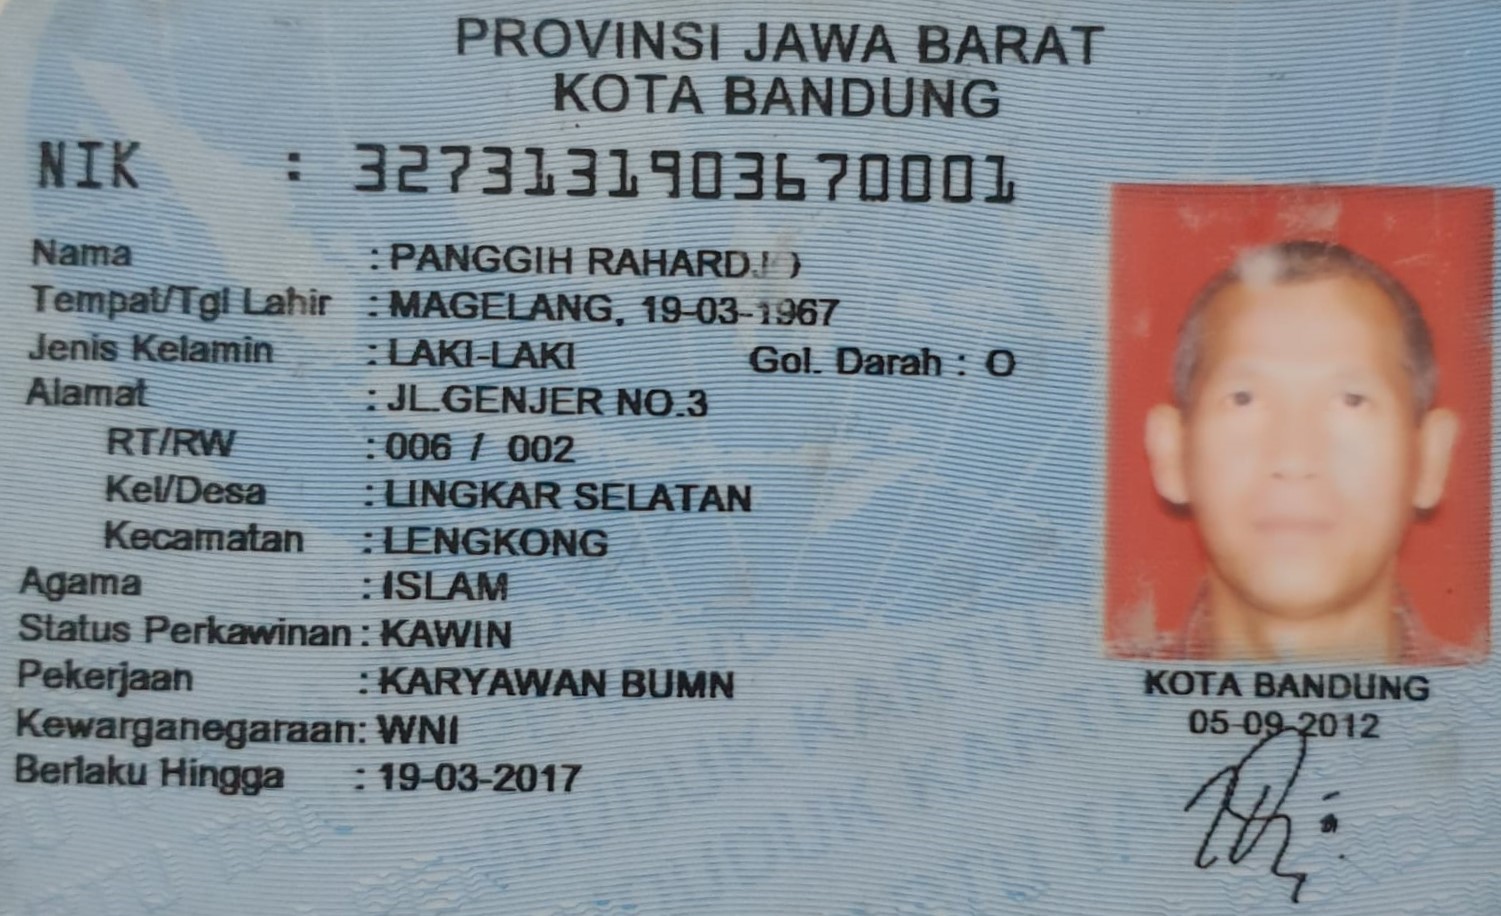 PROVINSI JAWA BARAT
KOTA BANDUNG
NIK : 3273131903670001
Nama : PANGGIH
Tempat/Tgl Lahir : MAGELANG, 19-03-1967
Jenis Kelamin : LAKI-LAKI Gol. Darah : O
Alamat : JL.GENJER NO.3
RT/RW : 006 / 002
Kel/Desa : LINGKAR SELATAN
Kecamatan : LENGKONG
Agama : ISLAM
Status Perkawinan : KAWIN
Pekerjaan : KARYAWAN BUMN
Kewarganegaraan: WNI
Berlaku Hingga : 19-03-2017
KOTA BANDUNG
05-09-2012